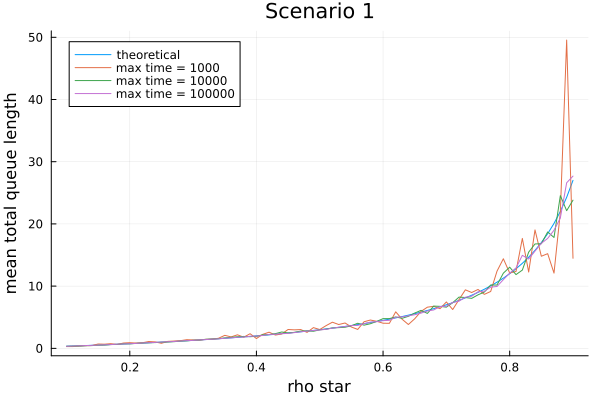 Scenario 1
theoretical
max time = 1000
max time = 10000
max time = 100000
mean total queue length
50
40
30
20
10
0
0.2
0.4
0.6
0.8
rho star